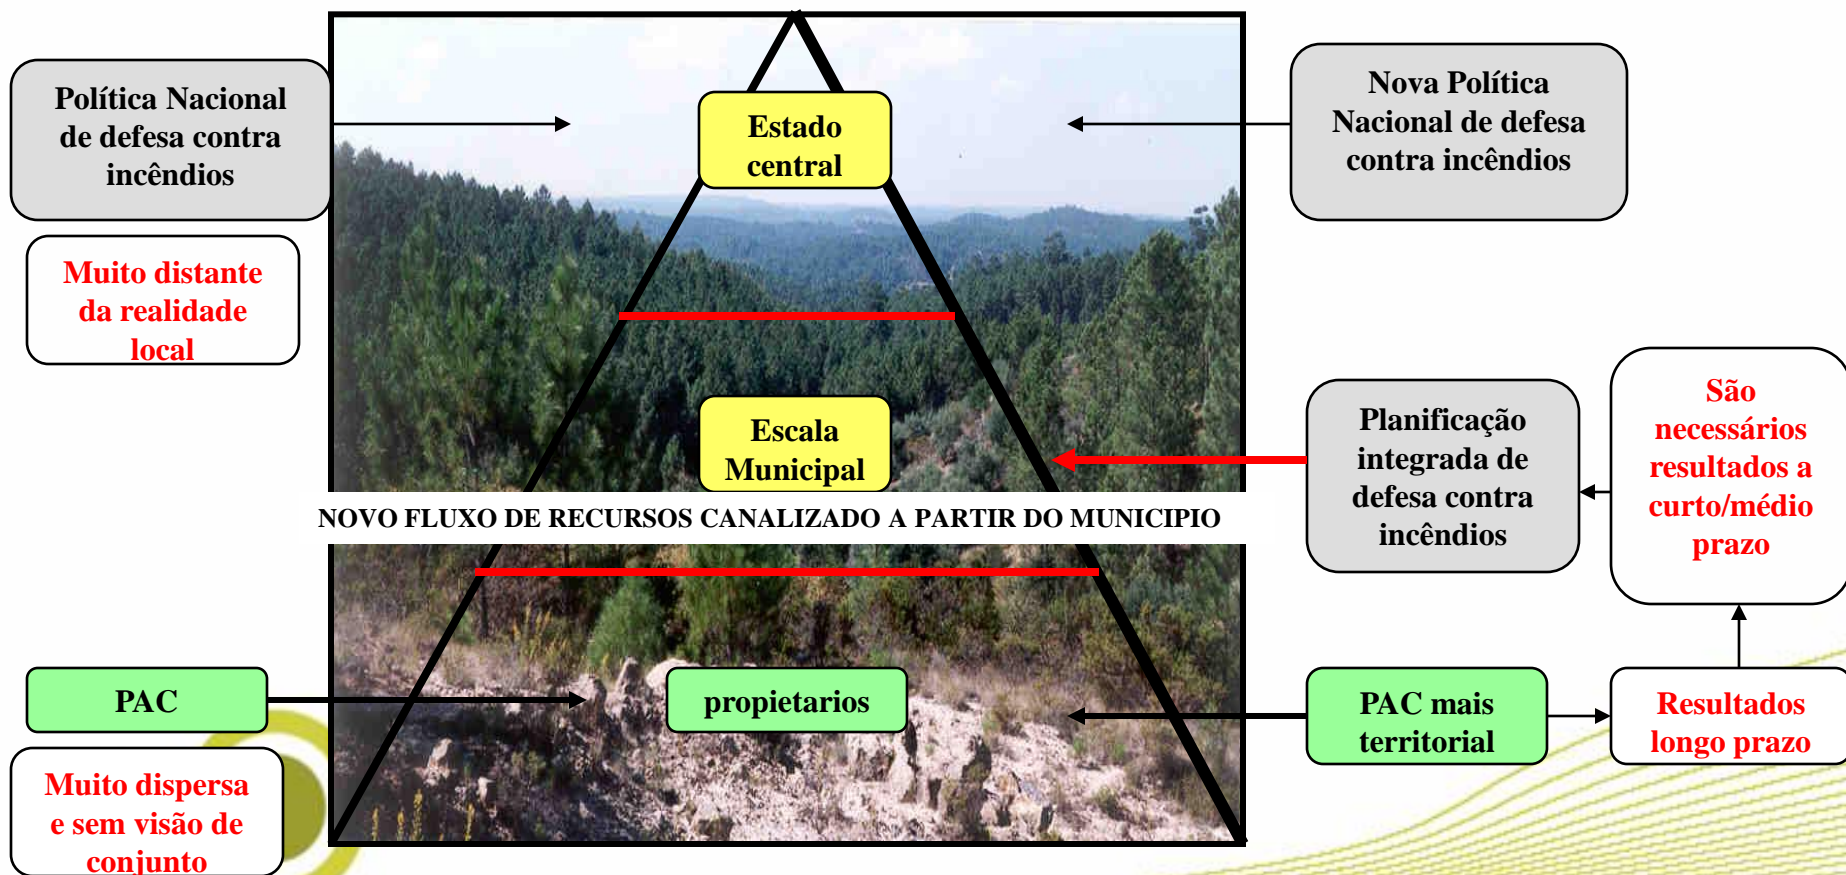 Política Nacional
de defesa contra
incêndios
Muito distante
da realidade
local
Estado
central
Nova Política
Nacional de defesa
contra incêndios
Escala
Municipal
NOVO FLUXO DE RECURSOS CANALIZADO A PARTIR DO MUNICIPIO
Planificação
integrada de
defesa contra
incêndios
São
necessários
resultados a
curto/médio
prazo
PAC
Muito dispersa
e sem visão de
conjunto
propietarios
PAC mais
territorial
Resultados
longo prazo